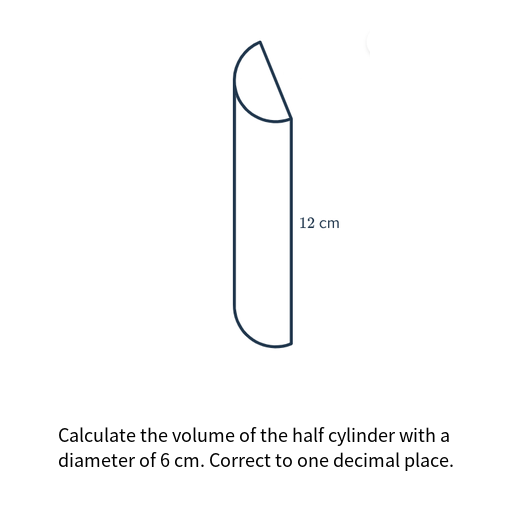 12 cm
Calculate the volume of the half cylinder with a
diameter of 6 cm. Correct to one decimal place.